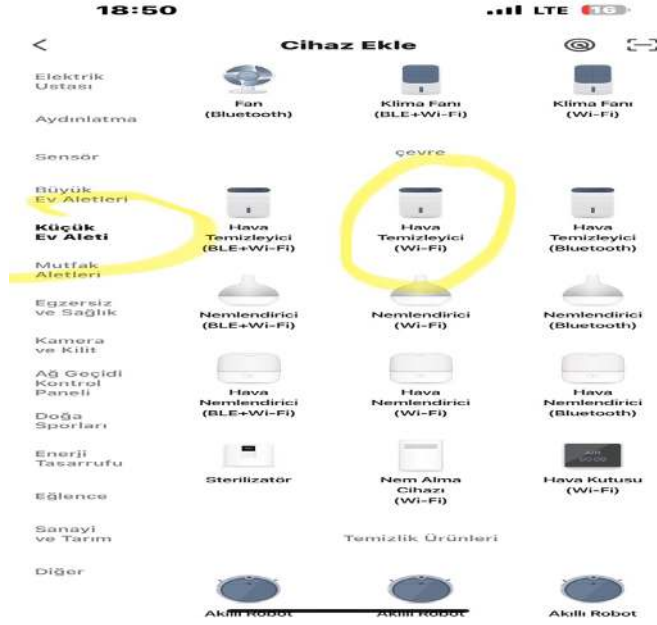 18:50
LTE
16
Cihaz Ekle
Elektrik
Ustası
Aydınlatma
Sensör
Büyük
Ev Aletleri
Küçük
Ev Aleti
Mutfak
Aletleri
Egzersiz
ve Sağlık
Kamera
ve Kilit
Ağ Geçidi
Kontrol
Paneli
Doğa
Sporları
Enerji
Tasarrufu
Eğlence
Sanayi
ve Tarım
Diğer
Fan
(Bluetooth)
Klima Fanı
(BLE+Wi-Fi)
Klima Fanı
(Wi-Fi)
çevre
Hava
Temizleyici
(BLE+Wi-Fi)
Hava
Temizleyici
(Wi-Fi)
Hava
Temizleyici
(Bluetooth)
Nemlendirici
(BLE+Wi-Fi)
Nemlendirici
(Wi-Fi)
Nemlendirici
(Bluetooth)
Hava
Nemlendirici
(BLE+Wi-Fi)
Hava
Nemlendirici
(Wi-Fi)
Hava
Nemlendirici
(Bluetooth)
Sterilizatör
Nem Alma
Cihazı
(Wi-Fi)
Hava Kutusu
(Wi-Fi)
Temizlik Ürünleri
Akıllı Robot
Akıllı Robot
Akıllı Robot